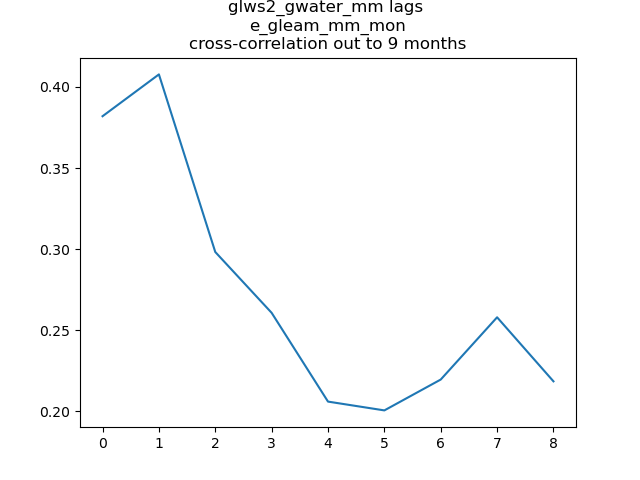 glws2_gwater_mm lags
e_gleam_mm_mon
cross-correlation out to 9 months
0.40
0.35
0.30
0.25
0.20
0 1 2 3 4 5 6 7 8